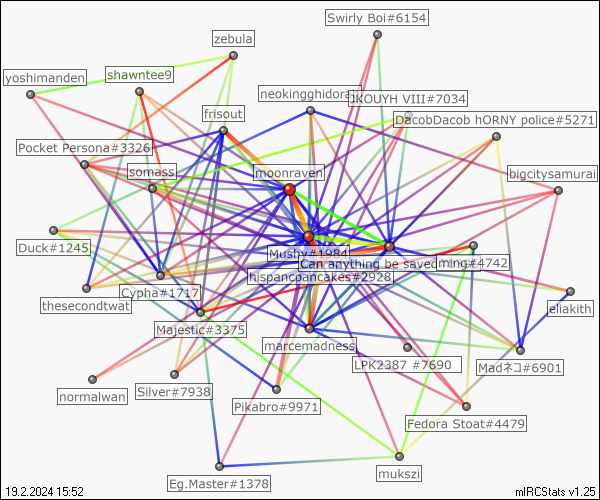 Swirly Boi#6154
zebula
yoshimanden
shawntee9
neokingghidora
JKOUYH VIII#7034
frisout
DacobDacob hORNY police#5271
Pocket Persona#3326
somass
moonraven
bigcitysamurai
Duck#1245
Mushy#1984
Can anything be saved
ming#4742
hispancpancakes#2928
Cypha#1717
thesecondtwat
eliakith
Majestic#3375
marcemadness
LPK2387 #7690
Madネコ#6901
normalwan
Silver#7938
Pikabro#9971
Fedora Stoat#4479
mukszi
Eg.Master#1378
19.2.2024 15:52
mIRCStats v1.25